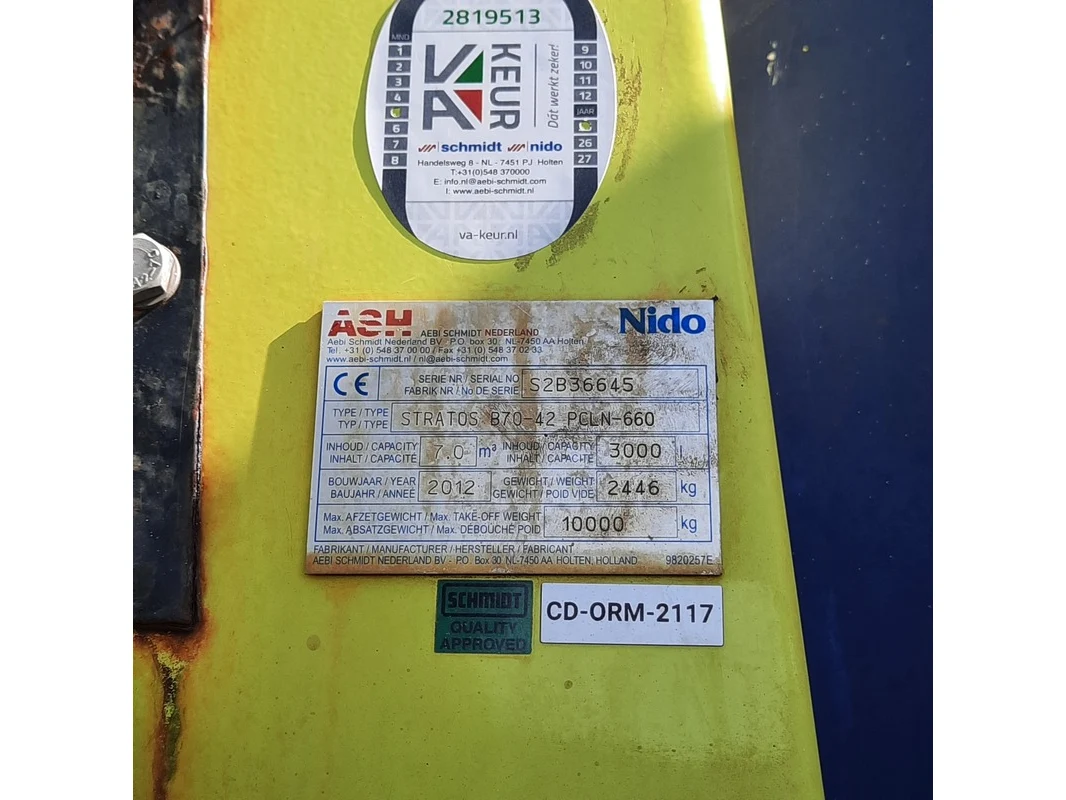 2819513
MND
1
2
3
4
6
7
8
9
10
11
12
JAAR
26
27
VA
KEUR
Dát werkt zeker!
schmidt nido
Handelsweg 8 - NL - 7451 PJ Holten
T:+31(0)548 370000
E: info.nl@aebi-schmidt.com
I: www.aebi-schmidt.nl
va-keur.nl
ASH AEBI SCHMIDT NEDERLAND Nido
Aebi Schmidt Nederland BV · P.O. box 30, NL-7450 AA Holten
Tel. +31 (0) 548 37 00 00 / Fax +31 (0) 548 37 02 33
www.aebi-schmidt.nl / nl@aebi-schmidt.com
CE SERIE NR / SERIAL NO S2B36645
FABRIK NR / No DE SERIE
TYPE / TYPE STRATOS B70-42 PCLN-660
TYP / TYPE
INHOUD / CAPACITY 7.0 m³ INHOUD / CAPACITY 3000 l
INHALT / CAPACITÉ INHALT / CAPACITÉ
BOUWJAAR / YEAR 2012 GEWICHT / WEIGHT 2446 kg
BAUJAHR / ANNEÉ GEWICHT / POID VIDE
Max. AFZETGEWICHT / Max. TAKE-OFF WEIGHT 10000 kg
Max. ABSATZGEWICHT / Max. DÉBOUCHÉ POID
FABRIKANT / MANUFACTURER / HERSTELLER / FABRICANT
AEBI SCHMIDT NEDERLAND BV - P.O. Box 30 NL-7450 AA HOLTEN, HOLLAND 9820257E
SCHMIDT
QUALITY
APPROVED
CD-ORM-2117